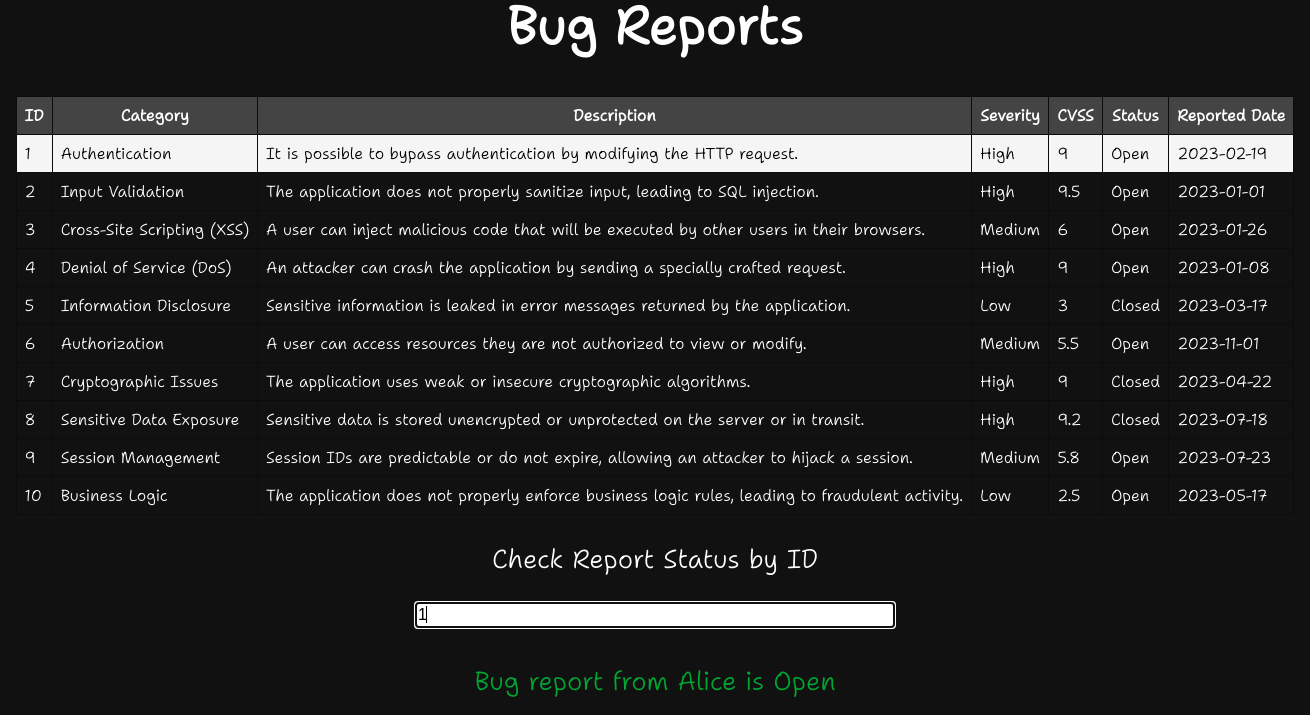 Bug Reports
ID Category Description Severity CVSS Status Reported Date
1 Authentication It is possible to bypass authentication by modifying the HTTP request. High 9 Open 2023-02-19
2 Input Validation The application does not properly sanitize input, leading to SQL injection. High 9.5 Open 2023-01-01
3 Cross-Site Scripting (XSS) A user can inject malicious code that will be executed by other users in their browsers. Medium 6 Open 2023-01-26
4 Denial of Service (DoS) An attacker can crash the application by sending a specially crafted request. High 9 Open 2023-01-08
5 Information Disclosure Sensitive information is leaked in error messages returned by the application. Low 3 Closed 2023-03-17
6 Authorization A user can access resources they are not authorized to view or modify. Medium 5.5 Open 2023-11-01
7 Cryptographic Issues The application uses weak or insecure cryptographic algorithms. High 9 Closed 2023-04-22
8 Sensitive Data Exposure Sensitive data is stored unencrypted or unprotected on the server or in transit. High 9.2 Closed 2023-07-18
9 Session Management Session IDs are predictable or do not expire, allowing an attacker to hijack a session. Medium 5.8 Open 2023-07-23
10 Business Logic The application does not properly enforce business logic rules, leading to fraudulent activity. Low 2.5 Open 2023-05-17
Check Report Status by ID
1
Bug report from Alice is Open